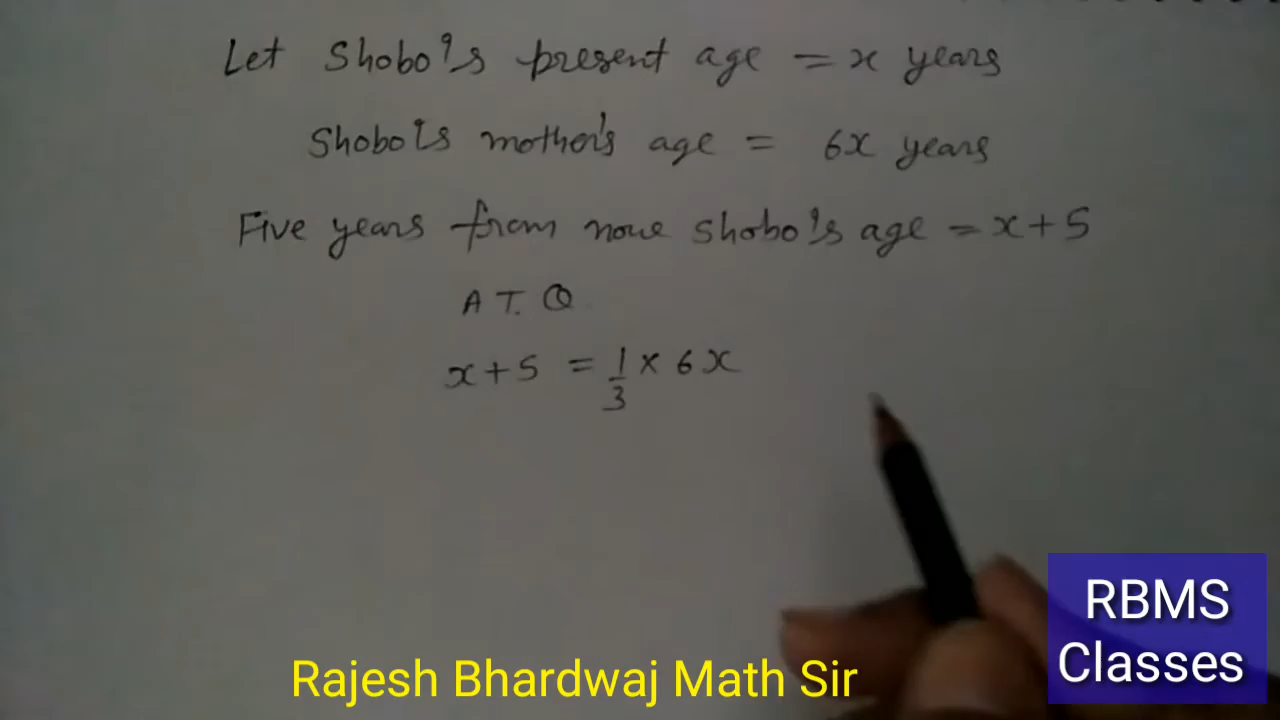 Let Shobo's present age = x years
Shobo's mother's age = 6x years
Five years from nowe Shobo's age = x + 5
A T. Q
x + 5 = 1/3 × 6x
RBMS
Classes
Rajesh Bhardwaj Math Sir